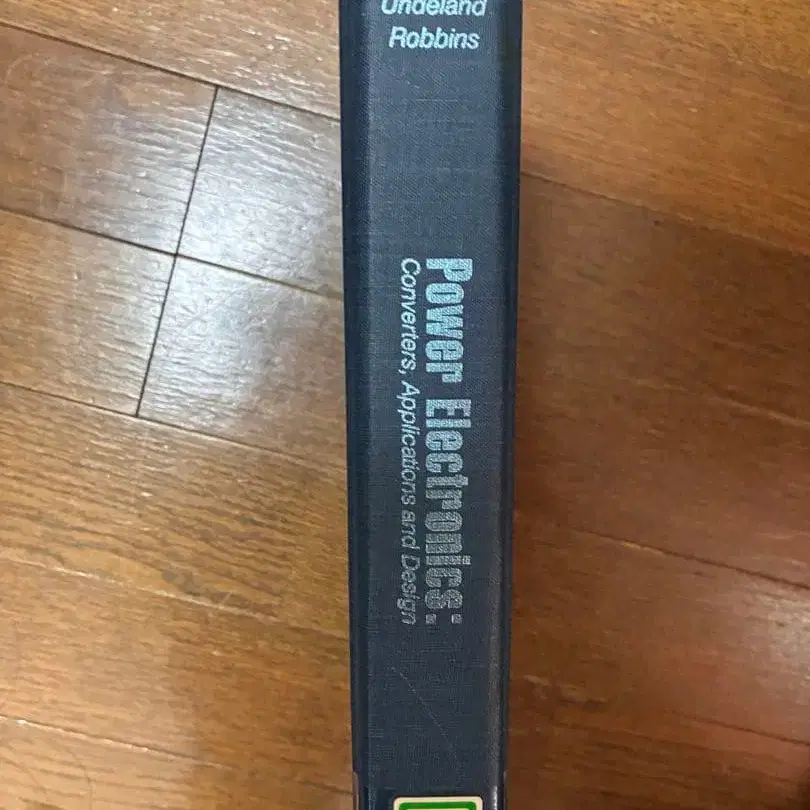 Undeland
Robbins
Power Electronics:
Converters, Applications and Design